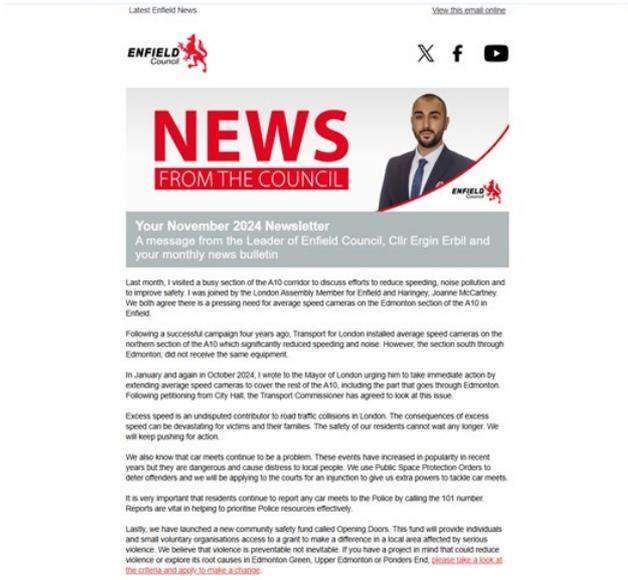 Latest Enfield News
View this email online
ENFIELD
Council
NEWS
FROM THE COUNCIL
ENFIELD
Council
Your November 2024 Newsletter
A message from the Leader of Enfield Council, Cllr Ergin Erbil and
your monthly news bulletin
Last month, I visited a busy section of the A10 corridor to discuss efforts to reduce speeding, noise pollution and
to improve safety. I was joined by the London Assembly Member for Enfield and Haringey, Joanne McCartney.
We both agree there is a pressing need for average speed cameras on the Edmonton section of the A10 in
Enfield.
Following a successful campaign four years ago, Transport for London installed average speed cameras on the
northern section of the A10 which significantly reduced speeding and noise. However, the section south through
Edmonton, did not receive the same equipment.
In January and again in October 2024, I wrote to the Mayor of London urging him to take immediate action by
extending average speed cameras to cover the rest of the A10, including the part that goes through Edmonton.
Following petitioning from City Hall, the Transport Commissioner has agreed to look at this issue.
Excess speed is an undisputed contributor to road traffic collisions in London. The consequences of excess
speed can be devastating for victims and their families. The safety of our residents cannot wait any longer. We
will keep pushing for action.
We also know that car meets continue to be a problem. These events have increased in popularity in recent
years but they are dangerous and cause distress to local people. We use Public Space Protection Orders to
deter offenders and we will be applying to the courts for an injunction to give us extra powers to tackle car meets.
It is very important that residents continue to report any car meets to the Police by calling the 101 number.
Reports are vital in helping to prioritise Police resources effectively.
Lastly, we have launched a new community safety fund called Opening Doors. This fund will provide individuals
and small voluntary organisations access to a grant to make a difference in a local area affected by serious
violence. We believe that violence is preventable not inevitable. If you have a project in mind that could reduce
violence or explore its root causes in Edmonton Green, Upper Edmonton or Ponders End, please take a look at
the criteria and apply to make a change.